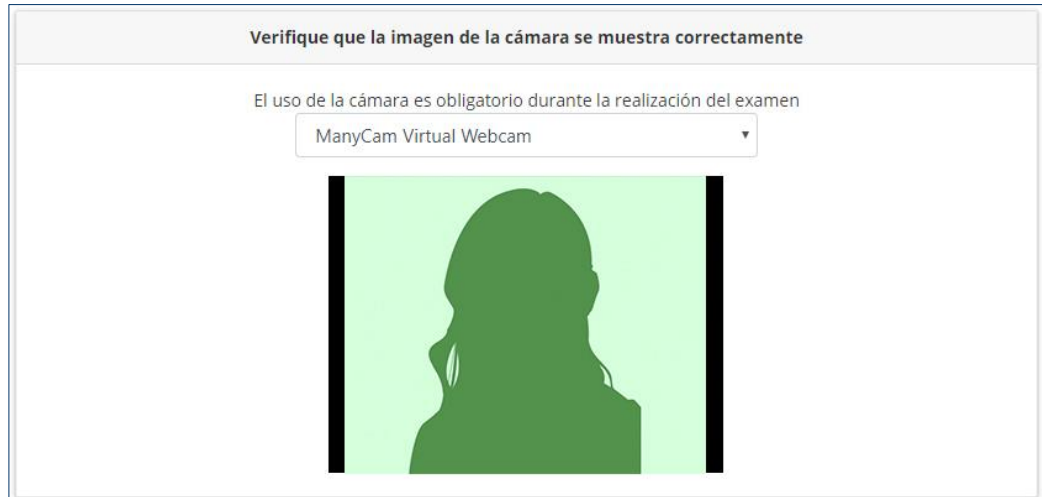 Verifique que la imagen de la cámara se muestra correctamente
El uso de la cámara es obligatorio durante la realización del examen
ManyCam Virtual Webcam